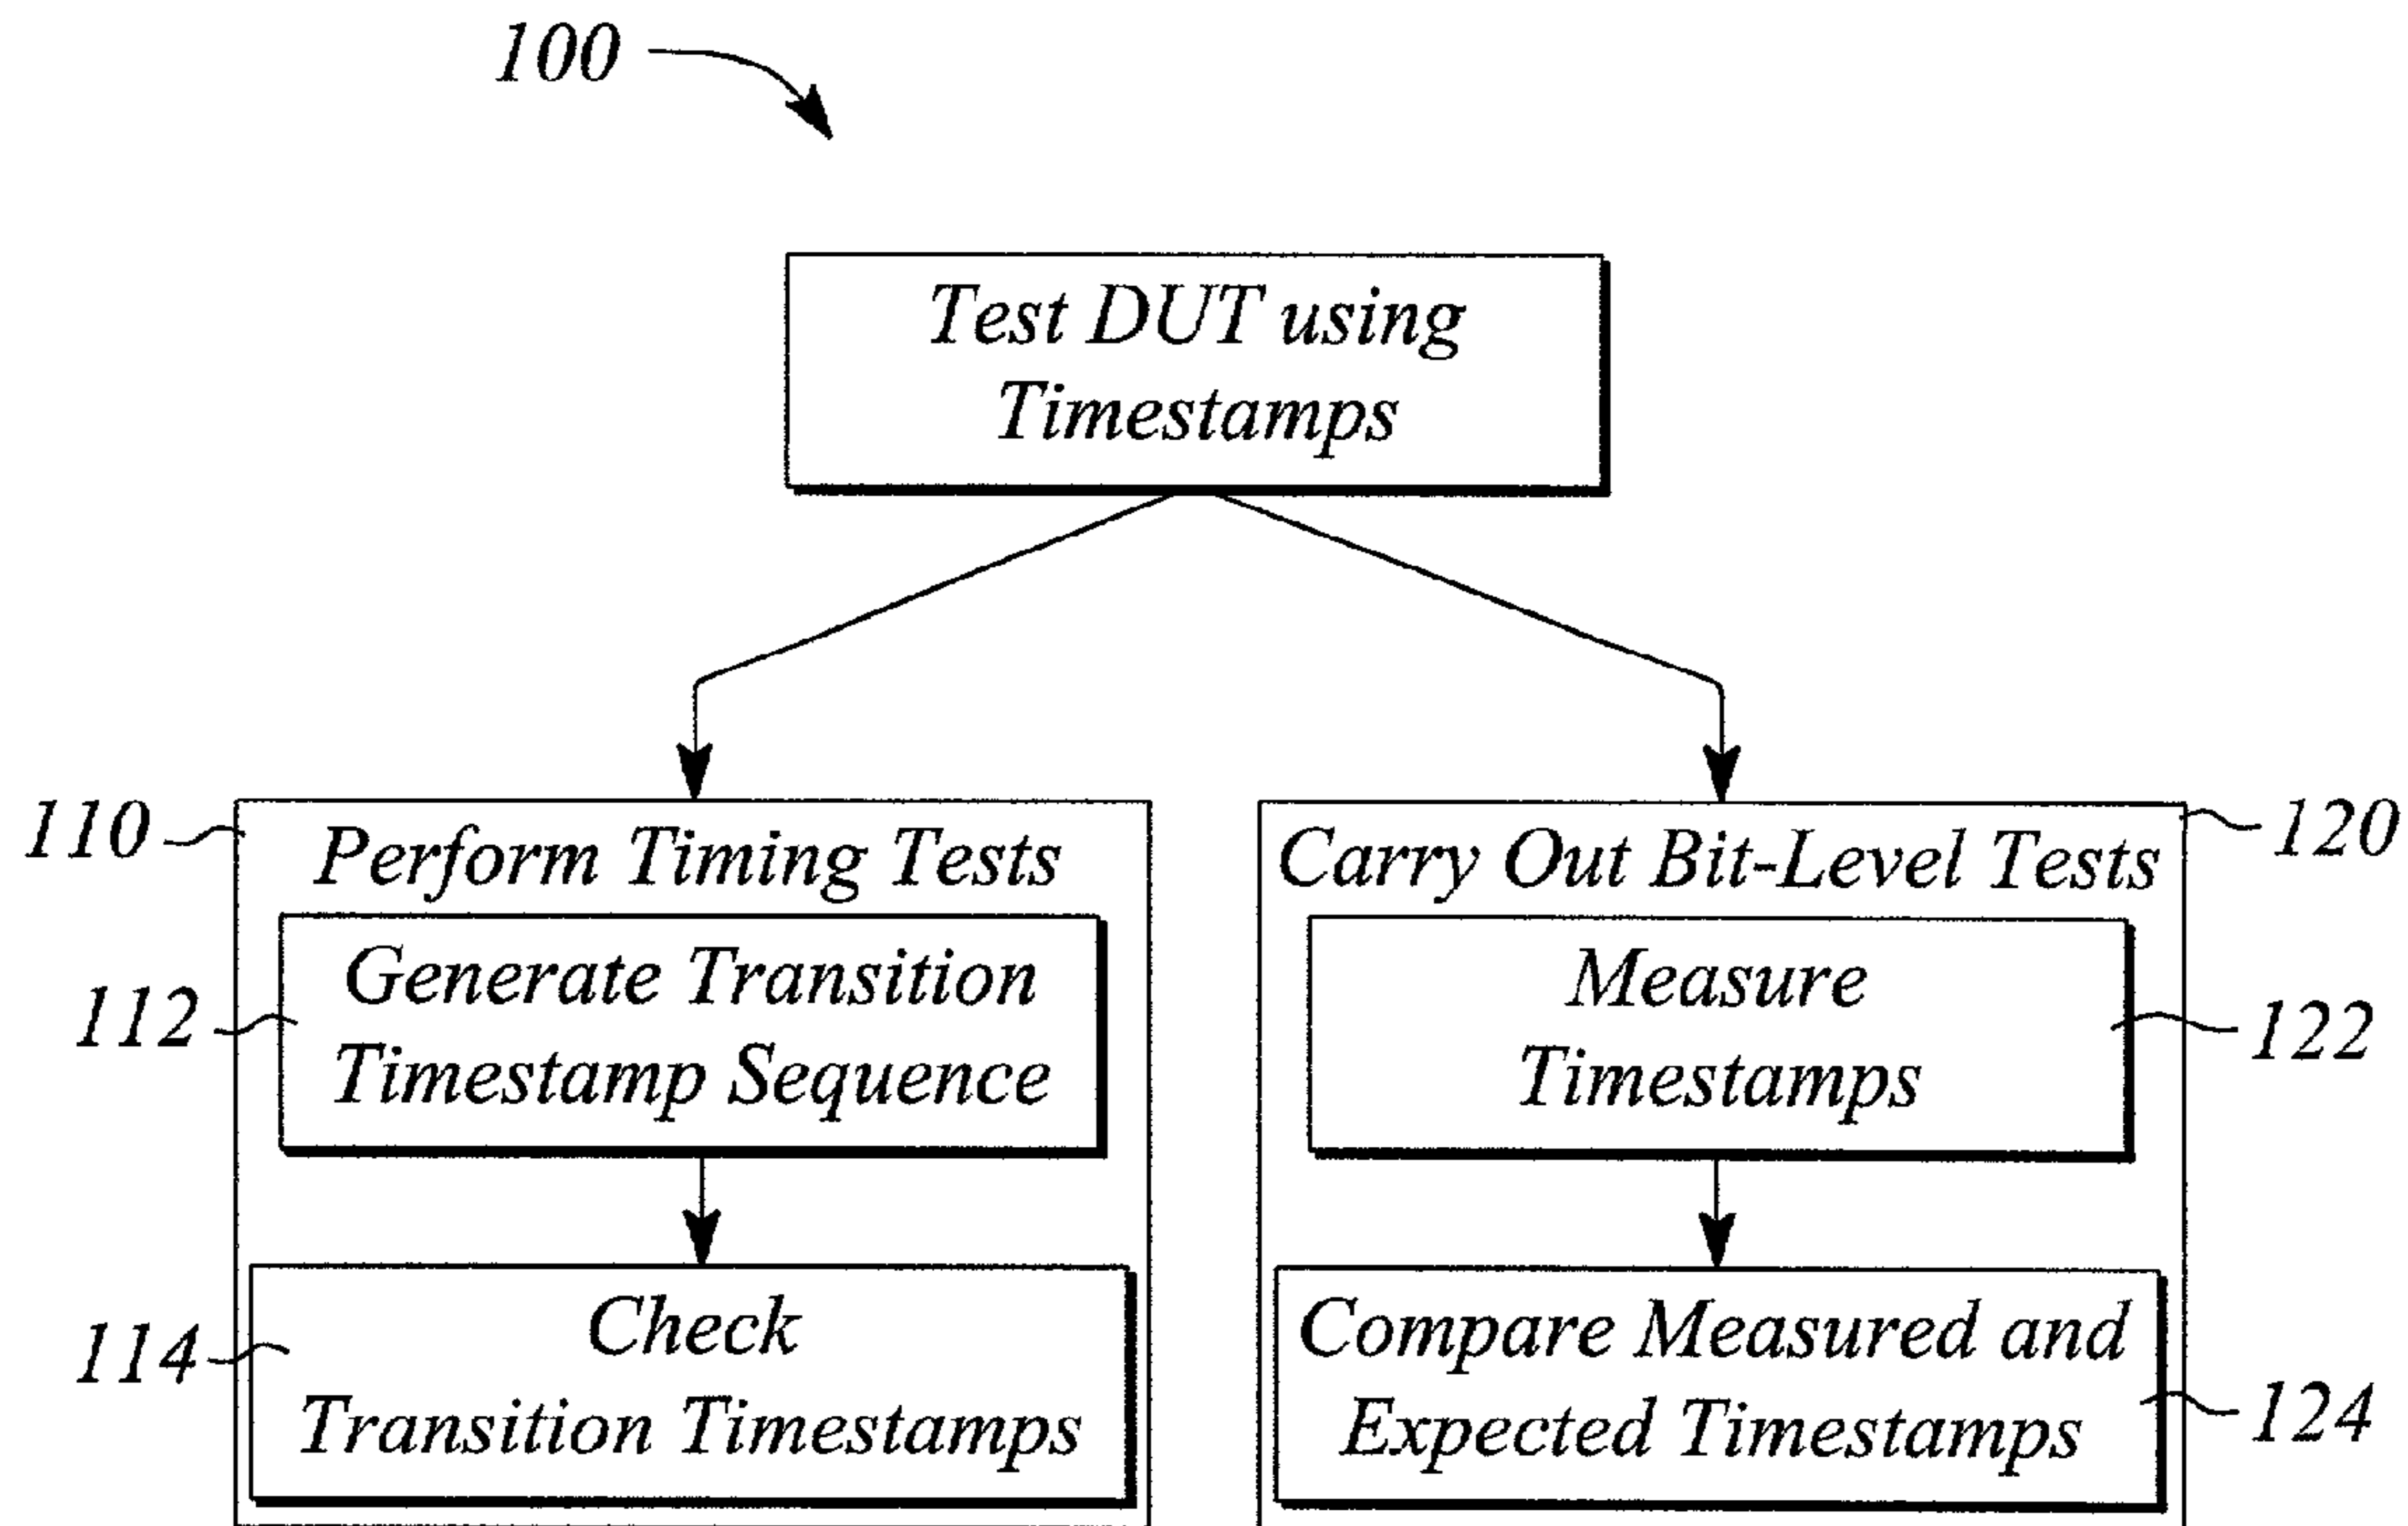 100
Test DUT using
Timestamps
110
Perform Timing Tests
112
Generate Transition
Timestamp Sequence
114
Check
Transition Timestamps
Carry Out Bit-Level Tests
120
Measure
Timestamps
122
Compare Measured and
Expected Timestamps
124